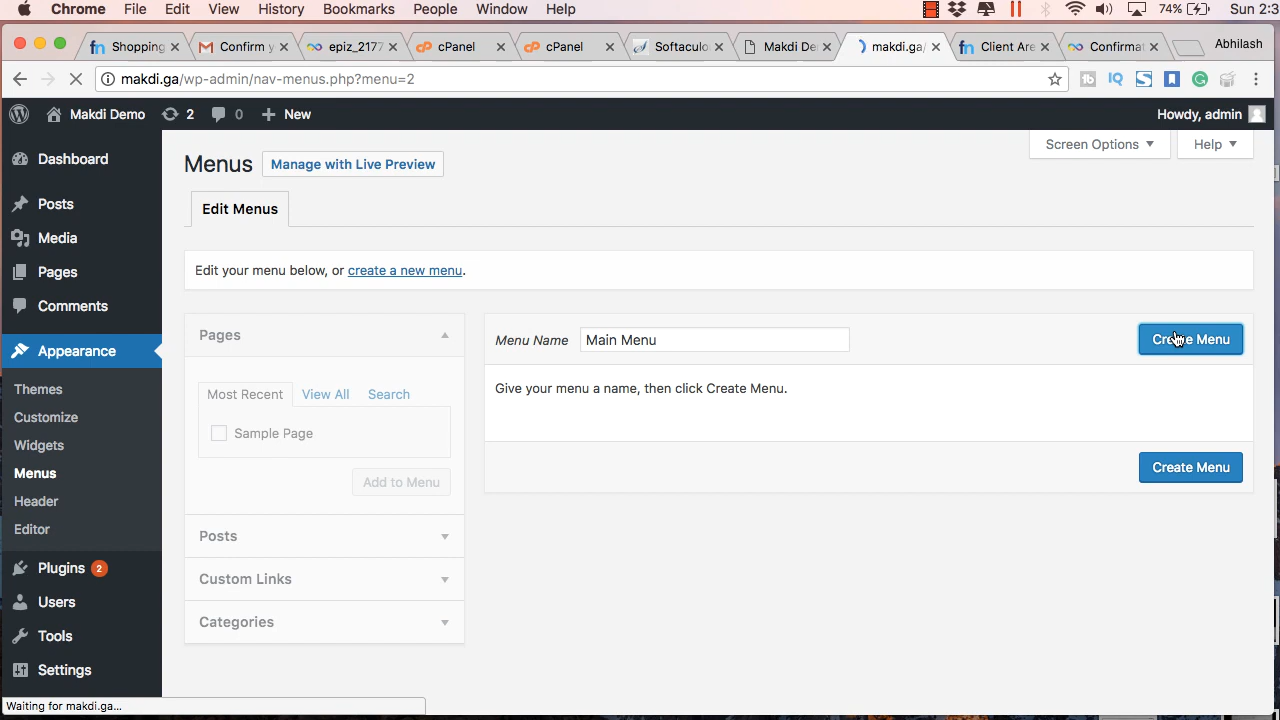 Chrome File Edit View History Bookmarks People Window Help 74% Sun 2:3
Shopping Confirm y epiz_2177 cPanel cPanel Softaculo Makdi De makdi.ga/ Client Are Confirmat Abhilash
makdi.ga/wp-admin/nav-menus.php?menu=2
Makdi Demo 2 0 New Howdy, admin
Screen Options Help
Dashboard
Posts
Media
Pages
Comments
Appearance
Themes
Customize
Widgets
Menus
Header
Editor
Plugins 2
Users
Tools
Settings
Menus Manage with Live Preview
Edit Menus
Edit your menu below, or create a new menu.
Pages
Most Recent View All Search
Sample Page
Add to Menu
Posts
Custom Links
Categories
Menu Name Main Menu Create Menu
Give your menu a name, then click Create Menu.
Create Menu
Waiting for makdi.ga...